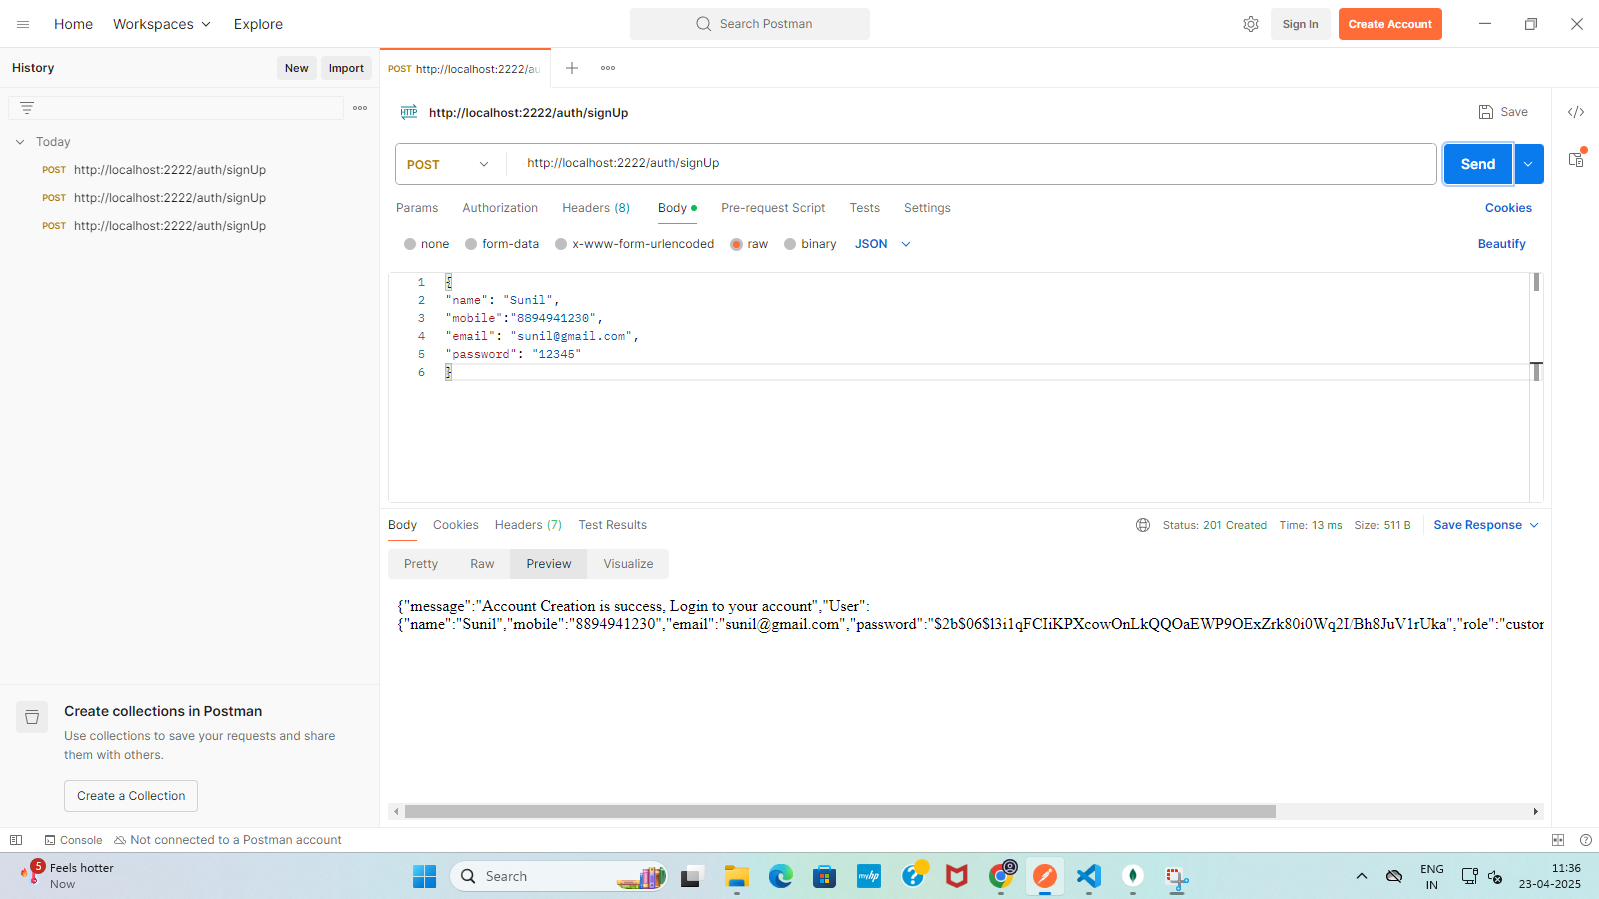 Home Workspaces Explore
Search Postman
Sign In Create Account
History New Import
POST http://localhost:2222/au
HTTP http://localhost:2222/auth/signUp Save
Today
POST http://localhost:2222/auth/signUp
POST http://localhost:2222/auth/signUp
POST http://localhost:2222/auth/signUp
POST http://localhost:2222/auth/signUp Send
Params Authorization Headers (8) Body Pre-request Script Tests Settings Cookies
none form-data x-www-form-urlencoded raw binary JSON Beautify
1 {
2 "name": "Sunil",
3 "mobile":"8894941230",
4 "email": "sunil@gmail.com",
5 "password": "12345"
6 }
Body Cookies Headers (7) Test Results Status: 201 Created Time: 13 ms Size: 511 B Save Response
Pretty Raw Preview Visualize
{"message":"Account Creation is success, Login to your account","User":
{"name":"Sunil","mobile":"8894941230","email":"sunil@gmail.com","password":"$2b$06$l3i1qFCIiKPXcowOnLkQQOaEWP9OExZrk80i0Wq2I/Bh8JuV1rUka","role":"custor
Create collections in Postman
Use collections to save your requests and share
them with others.
Create a Collection
Console Not connected to a Postman account
5 Feels hotter
Now
Search
myhp
ENG
IN
11:36
23-04-2025